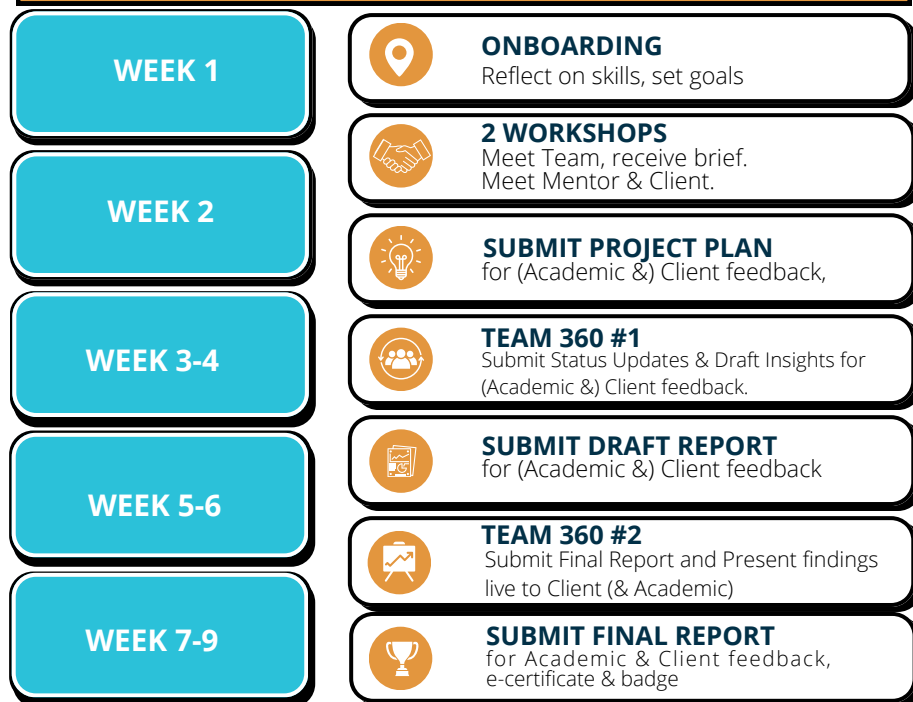 WEEK 1
ONBOARDING
Reflect on skills, set goals
2 WORKSHOPS
Meet Team, receive brief.
Meet Mentor & Client.
WEEK 2
SUBMIT PROJECT PLAN
for (Academic &) Client feedback,
WEEK 3-4
TEAM 360 #1
Submit Status Updates & Draft Insights for
(Academic &) Client feedback.
WEEK 5-6
SUBMIT DRAFT REPORT
for (Academic &) Client feedback
TEAM 360 #2
Submit Final Report and Present findings
live to Client (& Academic)
WEEK 7-9
SUBMIT FINAL REPORT
for Academic & Client feedback,
e-certificate & badge